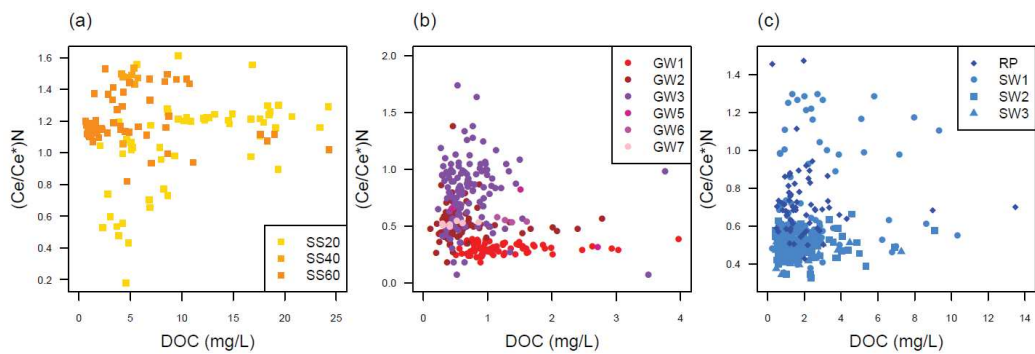 (a)
(Ce/Ce*)N
1.6
1.4
1.2
1.0
0.8
0.6
0.4
0.2
SS20
SS40
SS60
0 5 10 15 20 25
DOC (mg/L)
(b)
(Ce/Ce*)N
2.0
1.5
1.0
0.5
0.0
GW1
GW2
GW3
GW5
GW6
GW7
0 1 2 3 4
DOC (mg/L)
(c)
(Ce/Ce*)N
1.4
1.2
1.0
0.8
0.6
0.4
RP
SW1
SW2
SW3
0 2 4 6 8 10 12 14
DOC (mg/L)